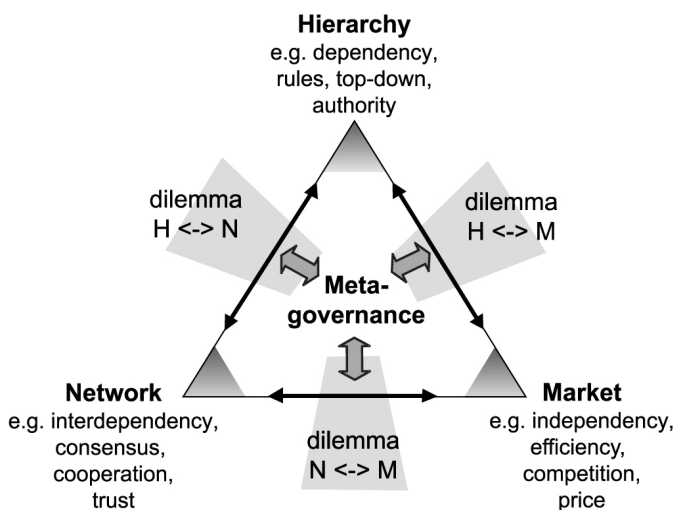 Hierarchy
e.g. dependency,
rules, top-down,
authority
dilemma
H <-> N
dilemma
H <-> M
Meta-
governance
Network
e.g. interdependency,
consensus,
cooperation,
trust
dilemma
N <-> M
Market
e.g. independency,
efficiency,
competition,
price